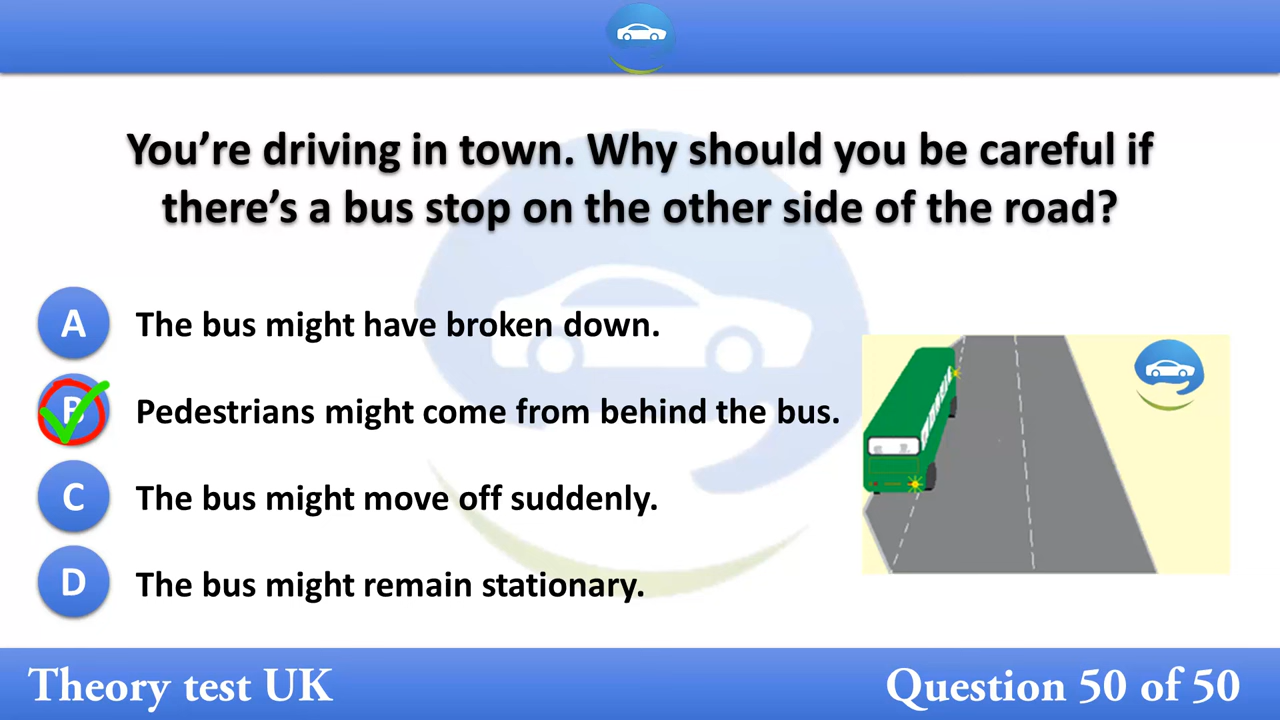 You’re driving in town. Why should you be careful if
there’s a bus stop on the other side of the road?
A The bus might have broken down.
B Pedestrians might come from behind the bus.
C The bus might move off suddenly.
D The bus might remain stationary.
Theory test UK
Question 50 of 50